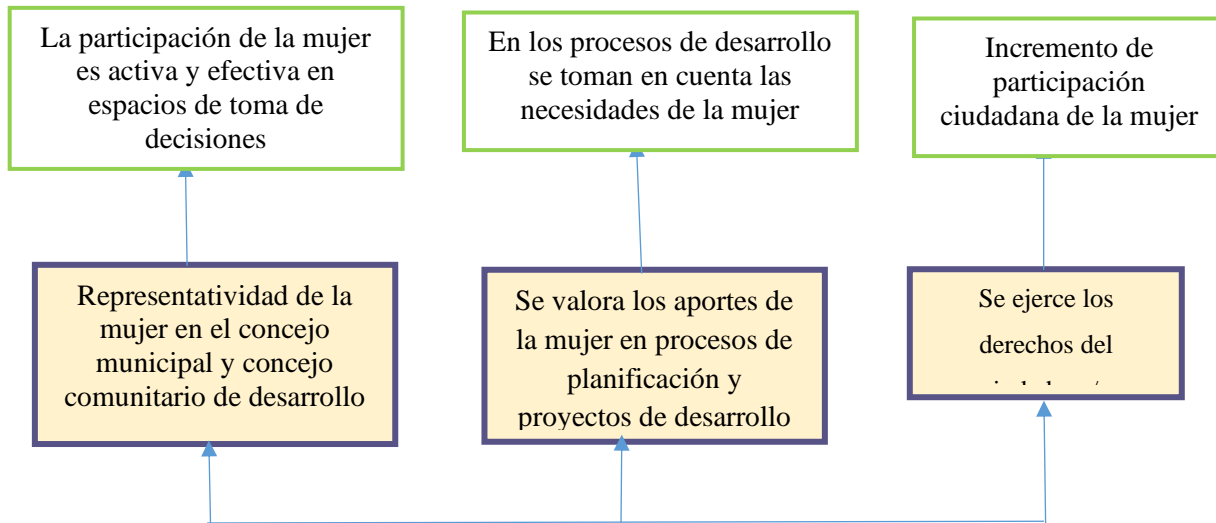 La participación de la mujer
es activa y efectiva en
espacios de toma de
decisiones
En los procesos de desarrollo
se toman en cuenta las
necesidades de la mujer
Incremento de
participación
ciudadana de la mujer
Representatividad de la
mujer en el concejo
municipal y concejo
comunitario de desarrollo
Se valora los aportes de
la mujer en procesos de
planificación y
proyectos de desarrollo
Se ejerce los
derechos del